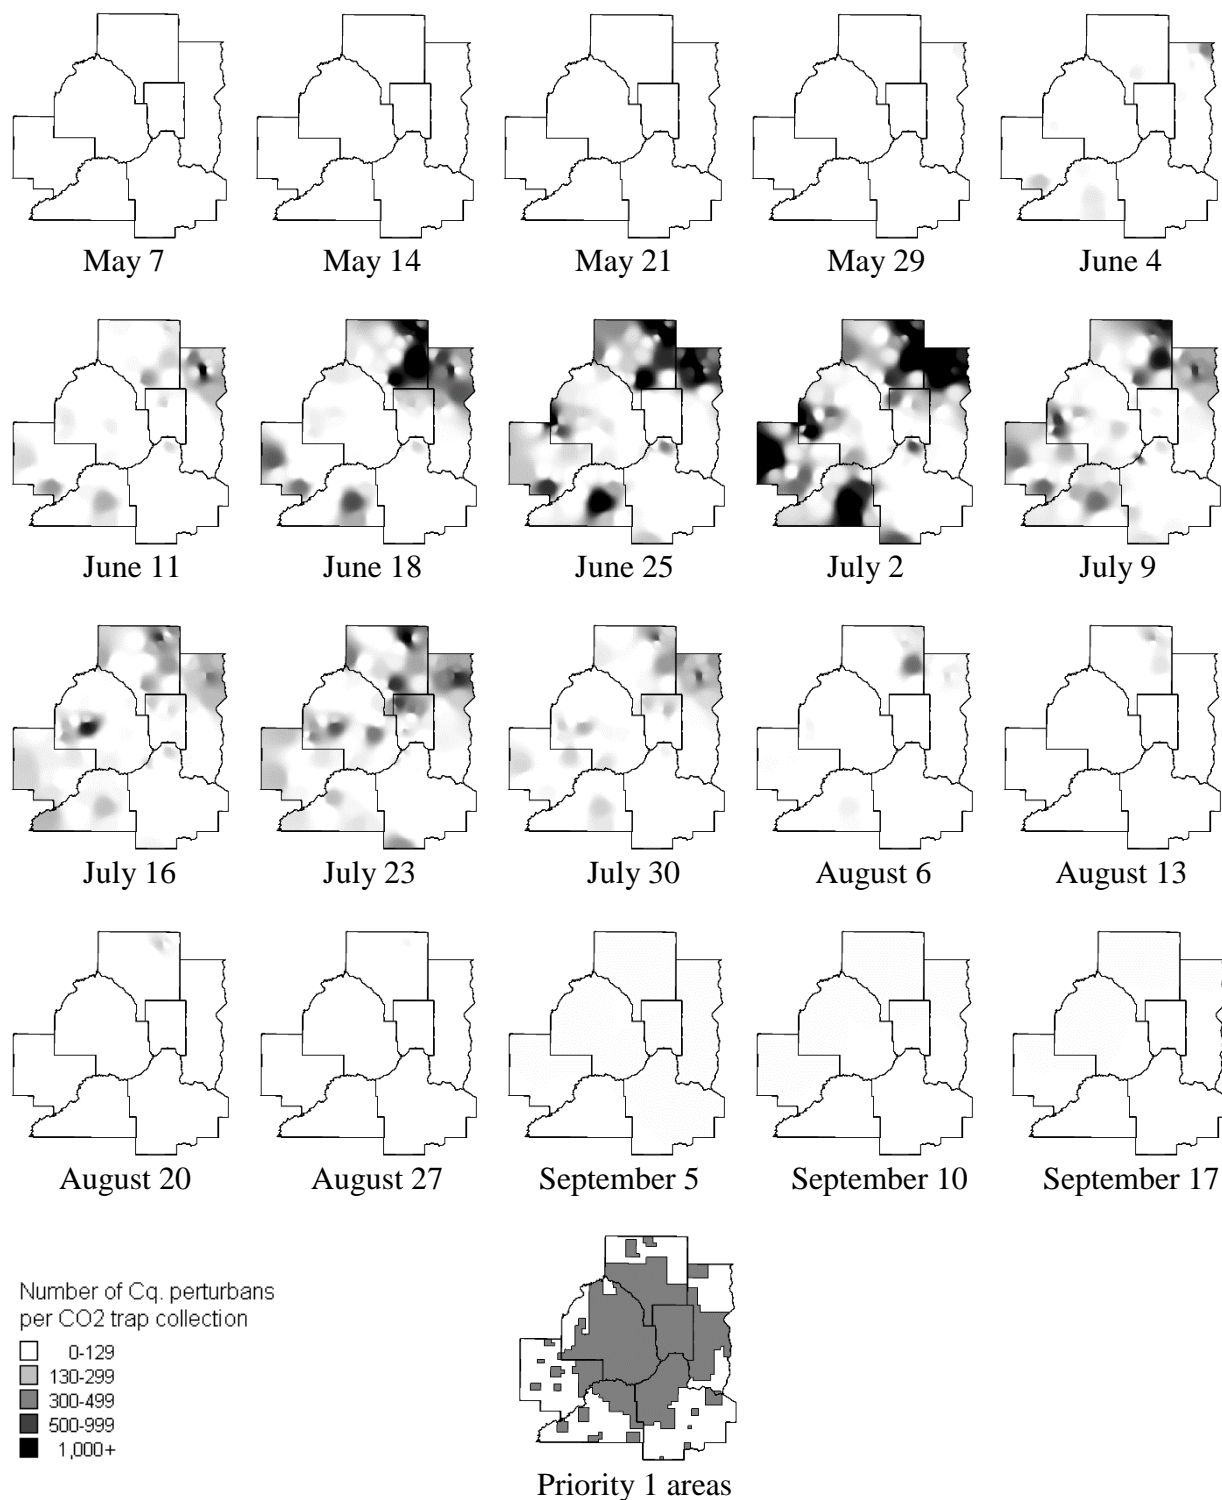 May 7
May 14
May 21
May 29
June 4
June 11
June 18
June 25
July 2
July 9
July 16
July 23
July 30
August 6
August 13
August 20
August 27
September 5
September 10
September 17
Number of Cq. perturbans
per CO2 trap collection
0-129
130-299
300-499
500-999
1,000+
Priority 1 areas